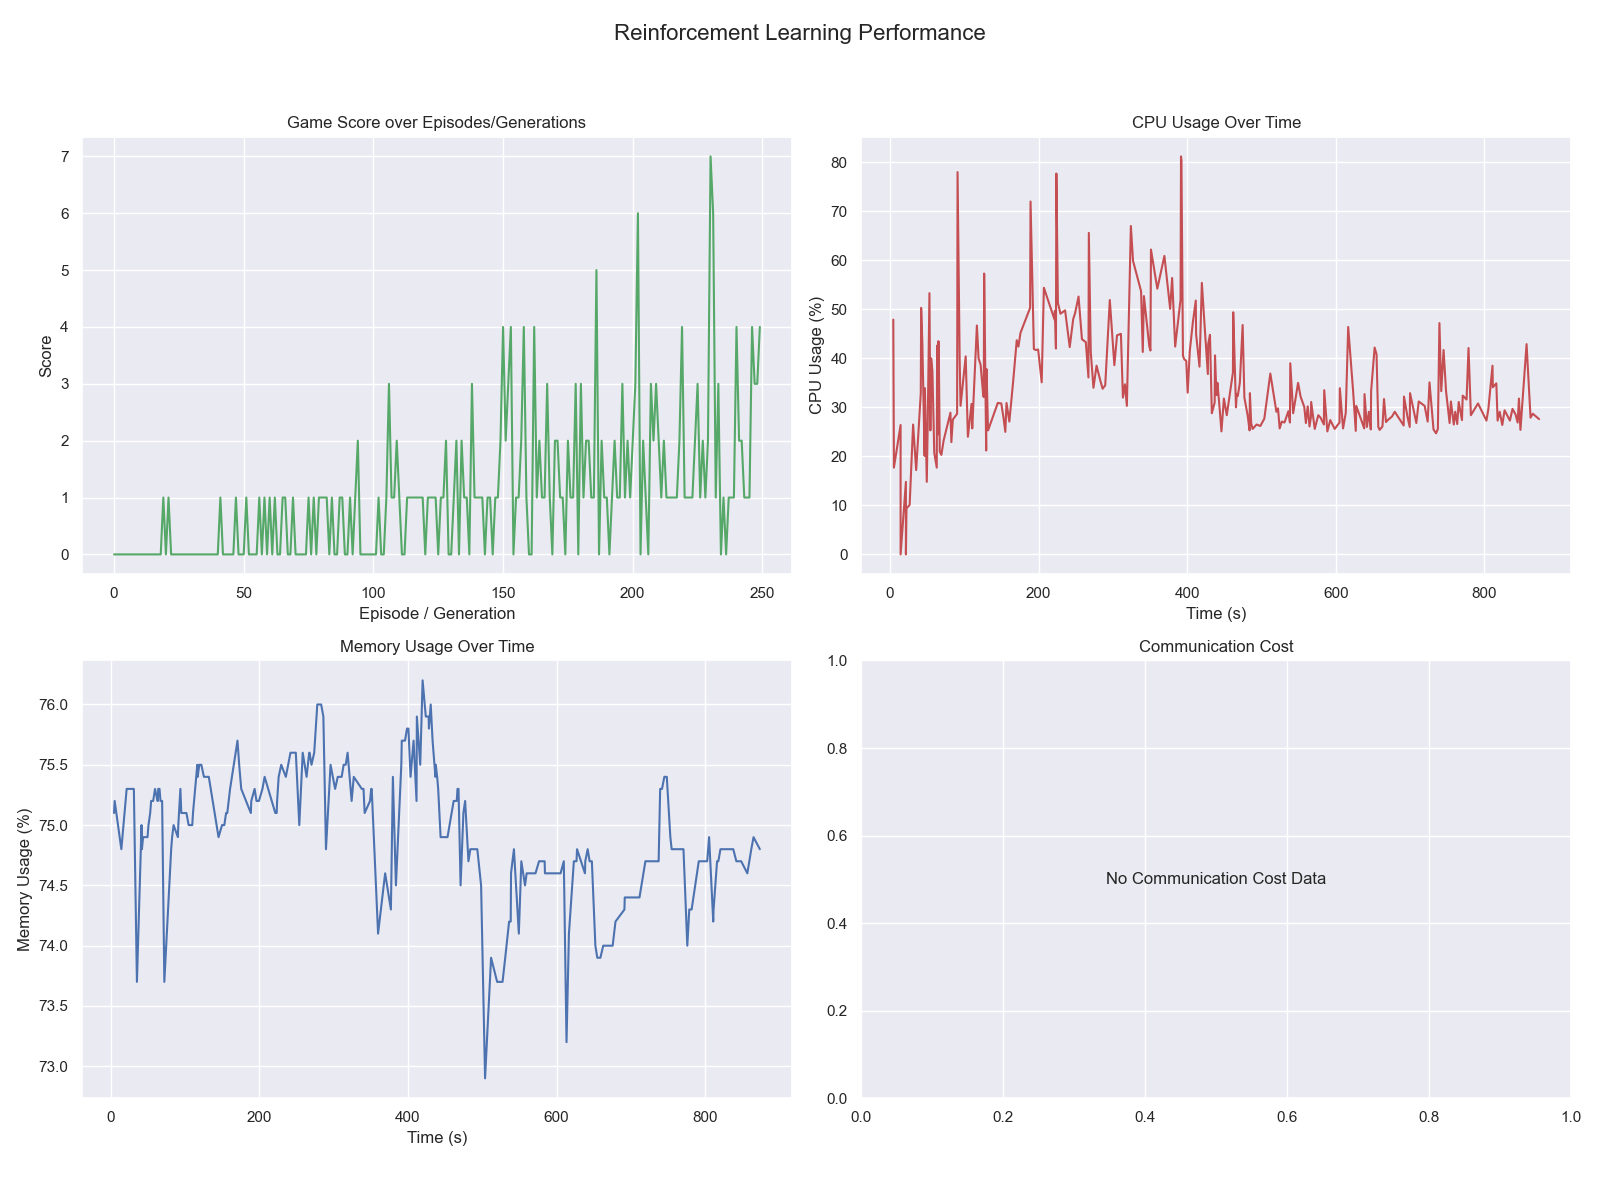 Reinforcement Learning Performance
Game Score over Episodes/Generations
Score
7
6
5
4
3
2
1
0
0 50 100 150 200 250
Episode / Generation
CPU Usage Over Time
CPU Usage (%)
80
70
60
50
40
30
20
10
0
0 200 400 600 800
Time (s)
Memory Usage Over Time
Memory Usage (%)
76.0
75.5
75.0
74.5
74.0
73.5
73.0
0 200 400 600 800
Time (s)
Communication Cost
1.0
0.8
0.6
No Communication Cost Data
0.4
0.2
0.0
0.0 0.2 0.4 0.6 0.8 1.0